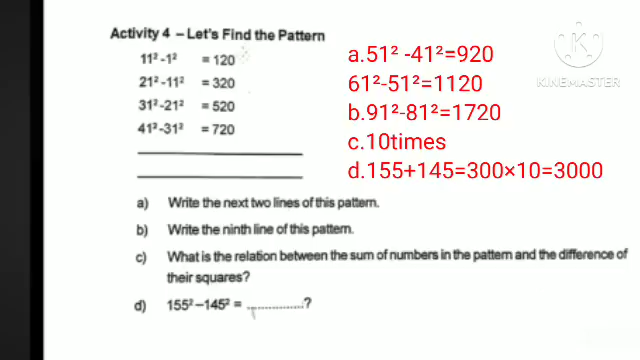 Activity 4 – Let's Find the Pattern
11² -1² = 120
21² -11² = 320
31²-21² = 520
41²-31² = 720
a.51² -41²=920
61²-51²=1120
b.91²-81²=1720
c.10times
d.155+145=300×10=3000
K
KINEMASTER
a) Write the next two lines of this pattern.
b) Write the ninth line of this pattern.
c) What is the relation between the sum of numbers in the pattern and the difference of
their squares?
d) 155² –145² = ................?